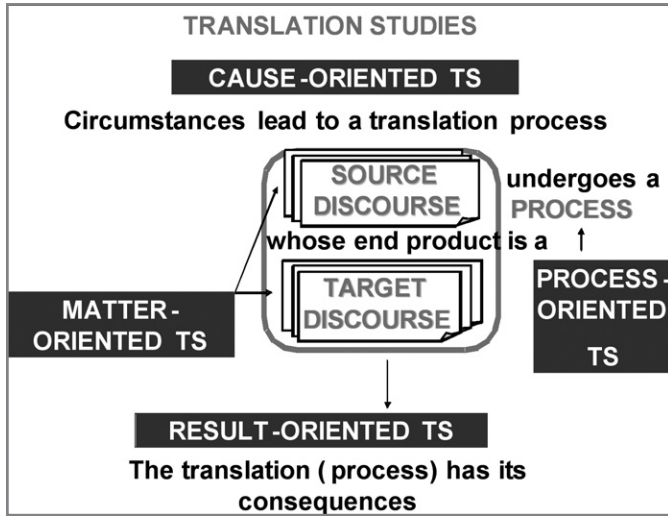 TRANSLATION STUDIES
CAUSE-ORIENTED TS
Circumstances lead to a translation process
SOURCE
DISCOURSE
undergoes a
PROCESS
whose end product is a
TARGET
DISCOURSE
MATTER-
ORIENTED TS
PROCESS-
ORIENTED
TS
RESULT-ORIENTED TS
The translation (process) has its
consequences